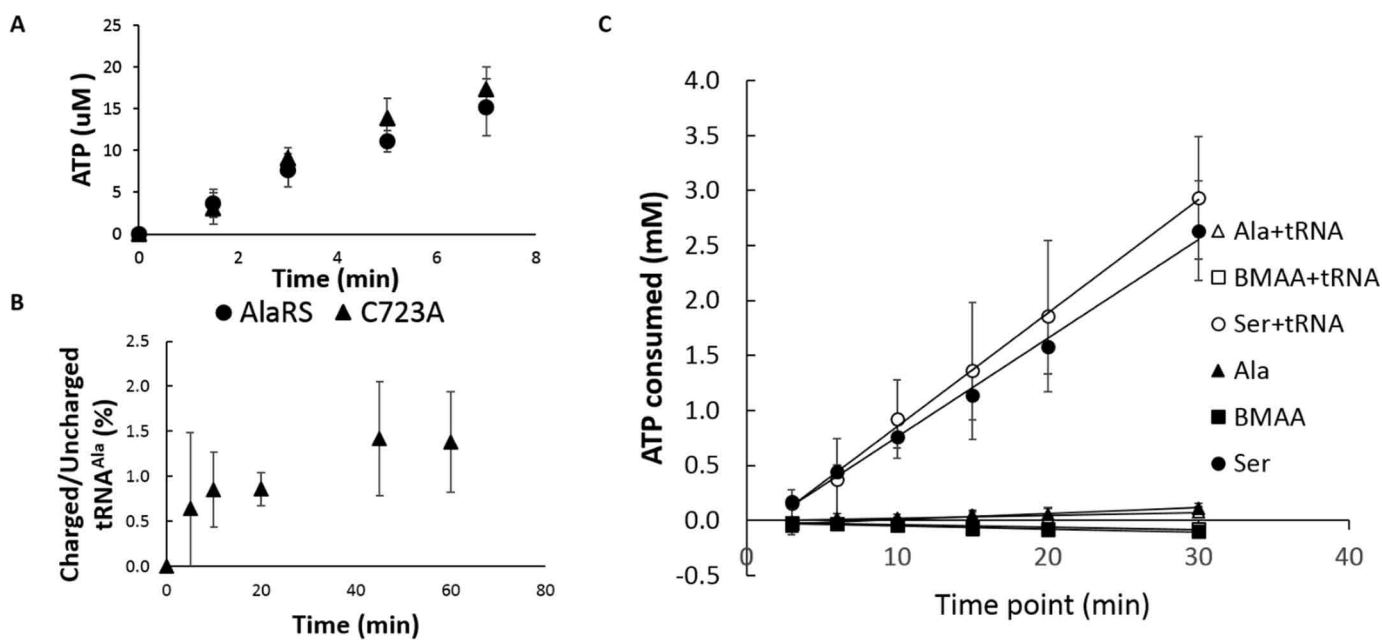 A
25
20
15
10
5
0
ATP (uM )
0 2 4 6 8
Time (min)
● AlaRS ▲ C723A
B
2.5
2.0
1.5
1.0
0.5
0.0
Charged/Uncharged
tRNAAla (%)
0 20 40 60 80
Time (min)
C
4.0
3.5
3.0
2.5
2.0
1.5
1.0
0.5
0.0
-0.5
ATP consumed (mM)
0 10 20 30 40
Time point (min)
Ala+tRNA
BMAA+tRNA
Ser+tRNA
Ala
BMAA
Ser